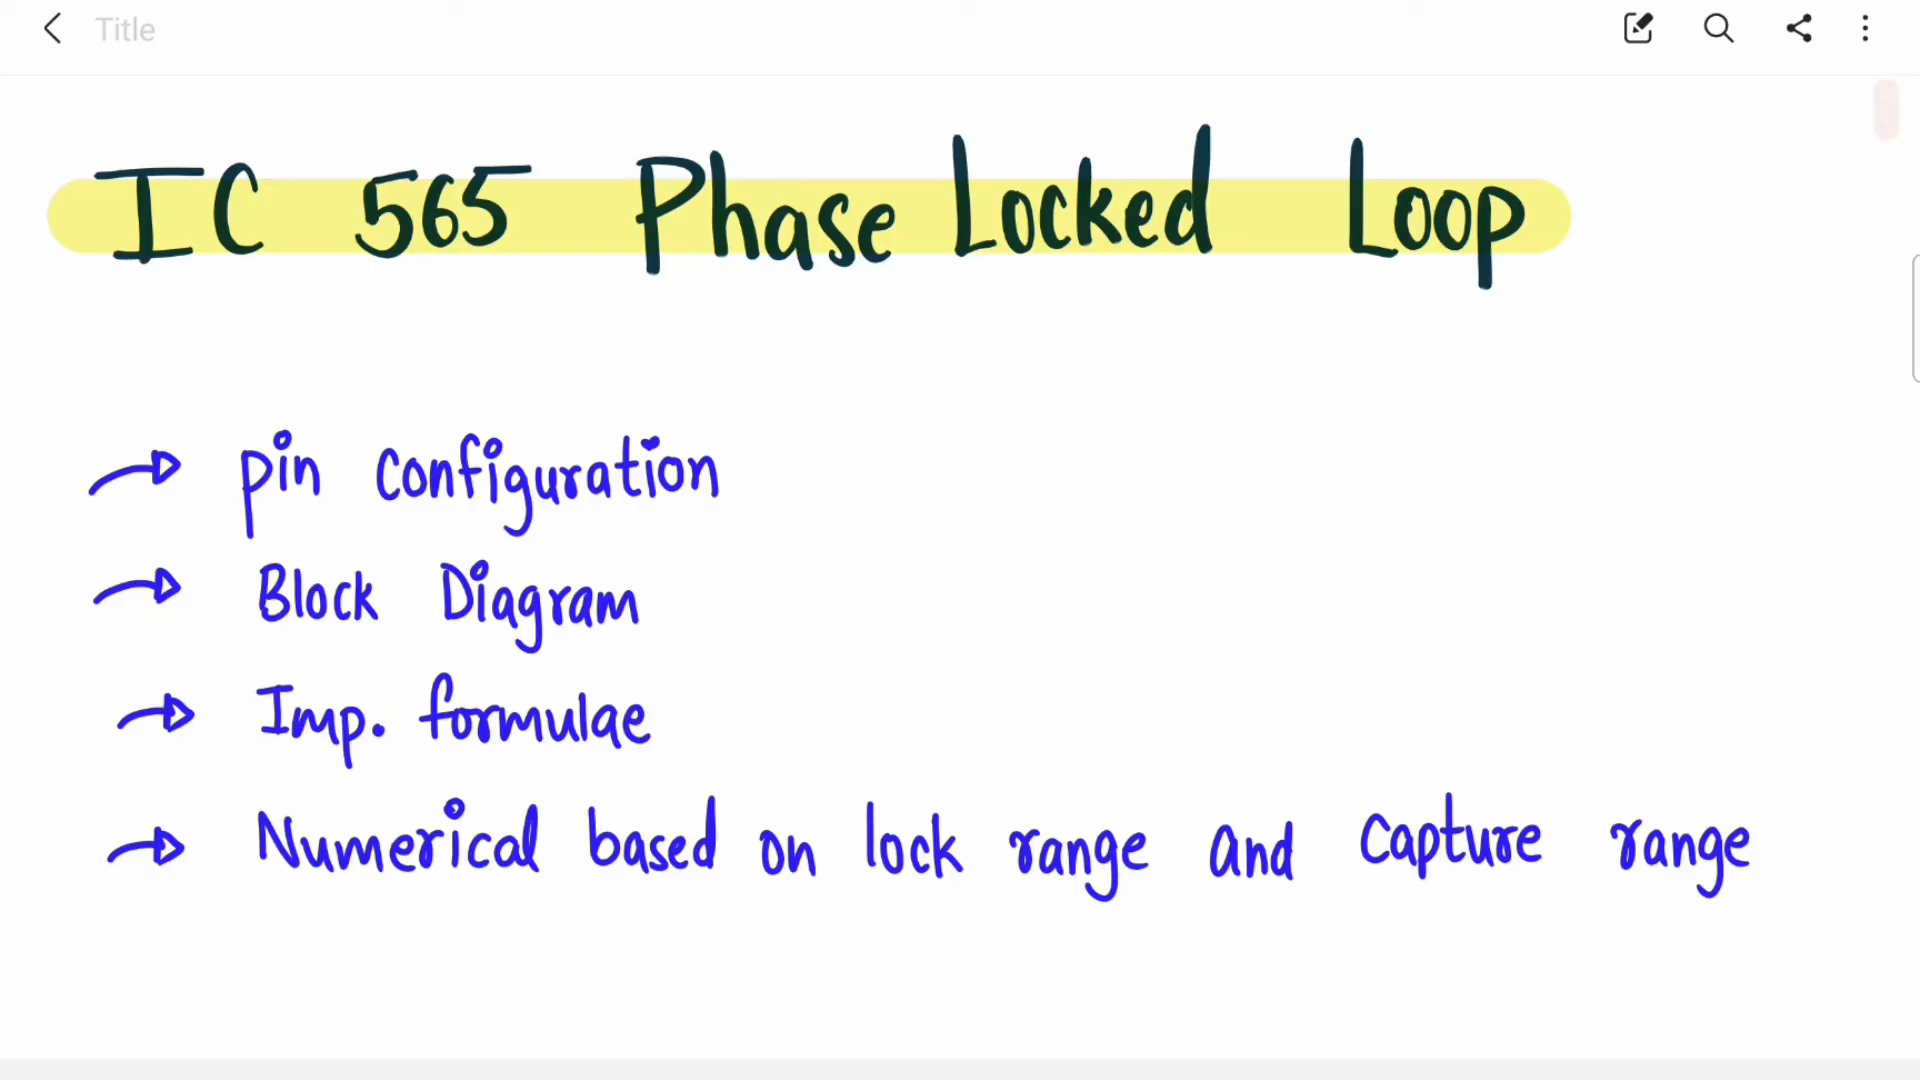 Title
IC 565 Phase Locked Loop
Pin Configuration
Block Diagram
Imp. formulae
Numerical based on lock range and Capture range